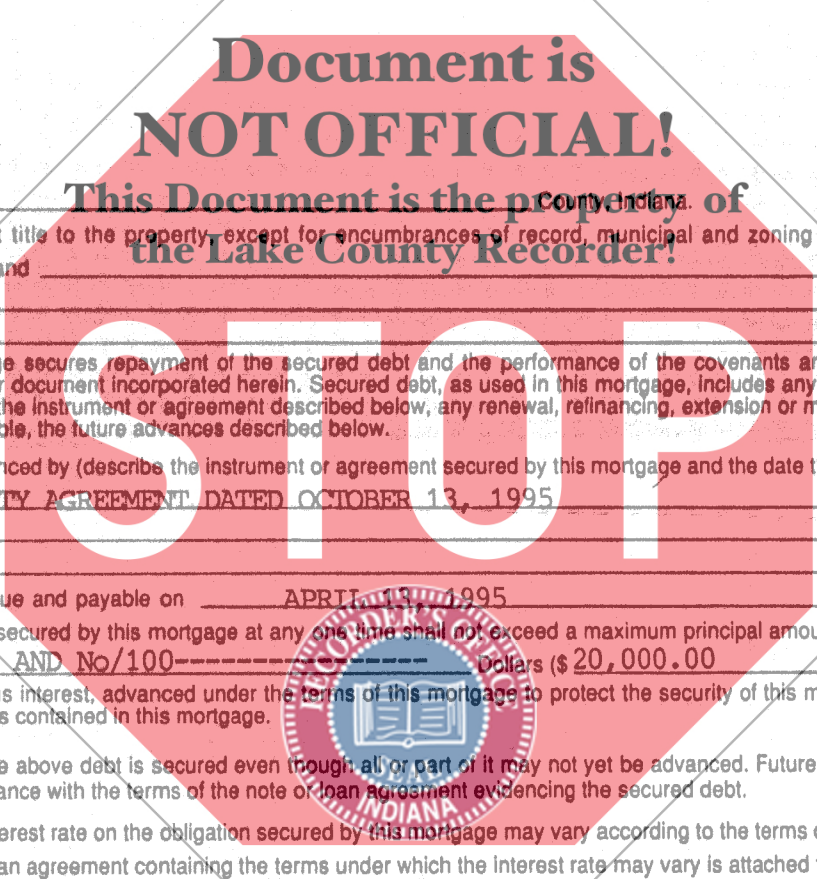 Document is
NOT OFFICIAL!
This Document is the property of
County, Indiana.
title to the property, except for encumbrances of record, municipal and zoning
the Lake County Recorder!
nd
STOP
e secures repayment of the secured debt and the performance of the covenants
document incorporated herein. Secured debt, as used in this mortgage, includes any
he instrument or agreement described below, any renewal, refinancing, extension or m
ble, the future advances described below.
nced by (describe the instrument or agreement secured by this mortgage and the date t
TY AGREEMENT DATED OCTOBER 13, 1995
ue and payable on APRIL 13, 1995
secured by this mortgage at any one time shall not exceed a maximum principal amou
AND No/100------------------ Dollars ($ 20,000.00
s interest, advanced under the terms of this mortgage to protect the security of this m
s contained in this mortgage.
e above debt is secured even though all or part of it may not yet be advanced. Future
ance with the terms of the note or loan agreement evidencing the secured debt.
erest rate on the obligation secured by this mortgage may vary according to the terms
an agreement containing the terms under which the interest rate may vary is attached
RECORDER'S OFFICE
SEAL
INDIANA